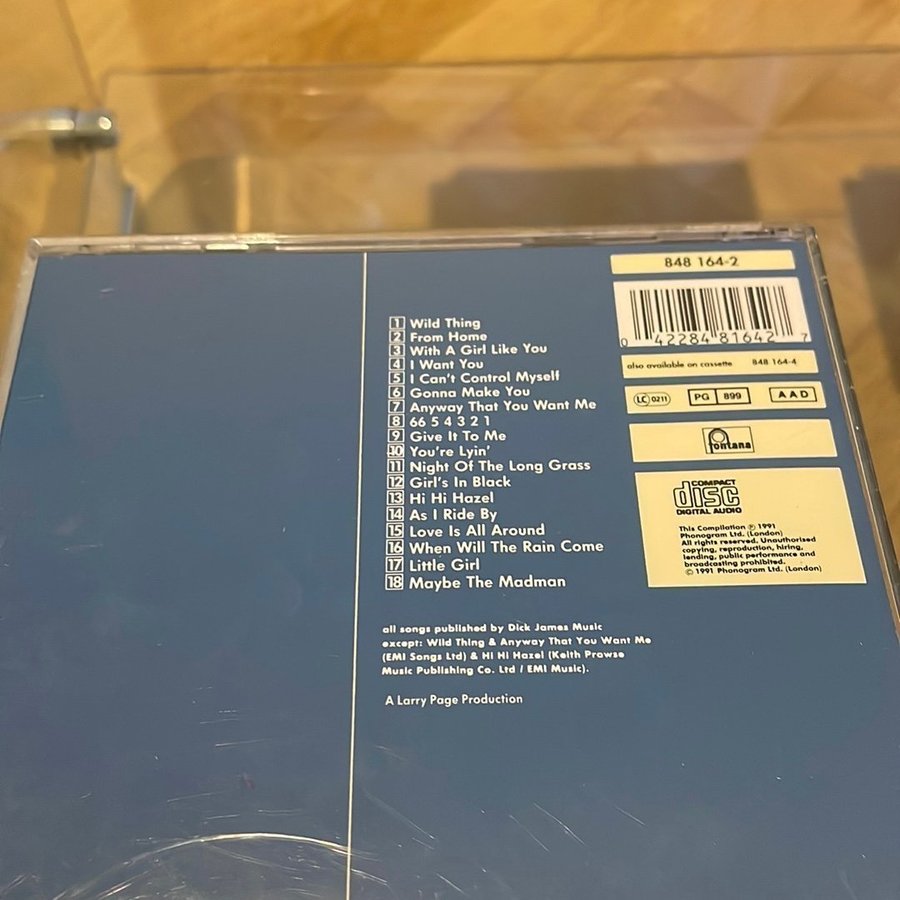 1 Wild Thing
2 From Home
3 With A Girl Like You
4 I Want You
5 I Can't Control Myself
6 Gonna Make You
7 Anyway That You Want Me
8 66 5 4 3 2 1
9 Give It To Me
10 You're Lyin'
11 Night Of The Long Grass
12 Girl's In Black
13 Hi Hi Hazel
14 As I Ride By
15 Love Is All Around
16 When Will The Rain Come
17 Little Girl
18 Maybe The Madman
all songs published by Dick James Music
except: Wild Thing & Anyway That You Want Me
(EMI Songs Ltd) & Hi Hi Hazel (Keith Prowse
Music Publishing Co. Ltd / EMI Music).
A Larry Page Production
848 164-2
0 42284 81642 7
also available on cassette 848 164-4
LC 0211 PG 899 AAD
fontana
COMPACT
disc
DIGITAL AUDIO
This Compilation ℗ 1991
Phonogram Ltd. (London)
All rights reserved. Unauthorised
copying, reproduction, hiring,
lending, public performance and
broadcasting prohibited.
© 1991 Phonogram Ltd. (London)